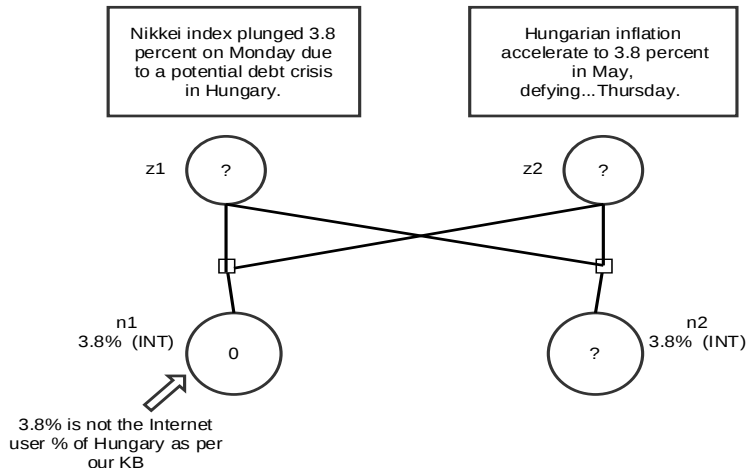 Nikkei index plunged 3.8
percent on Monday due
to a potential debt crisis
in Hungary.
Hungarian inflation
accelerate to 3.8 percent
in May,
defying...Thursday.
z1
?
z2
?
n1
3.8% (INT)
0
?
n2
3.8% (INT)
3.8% is not the Internet
user % of Hungary as per
our KB